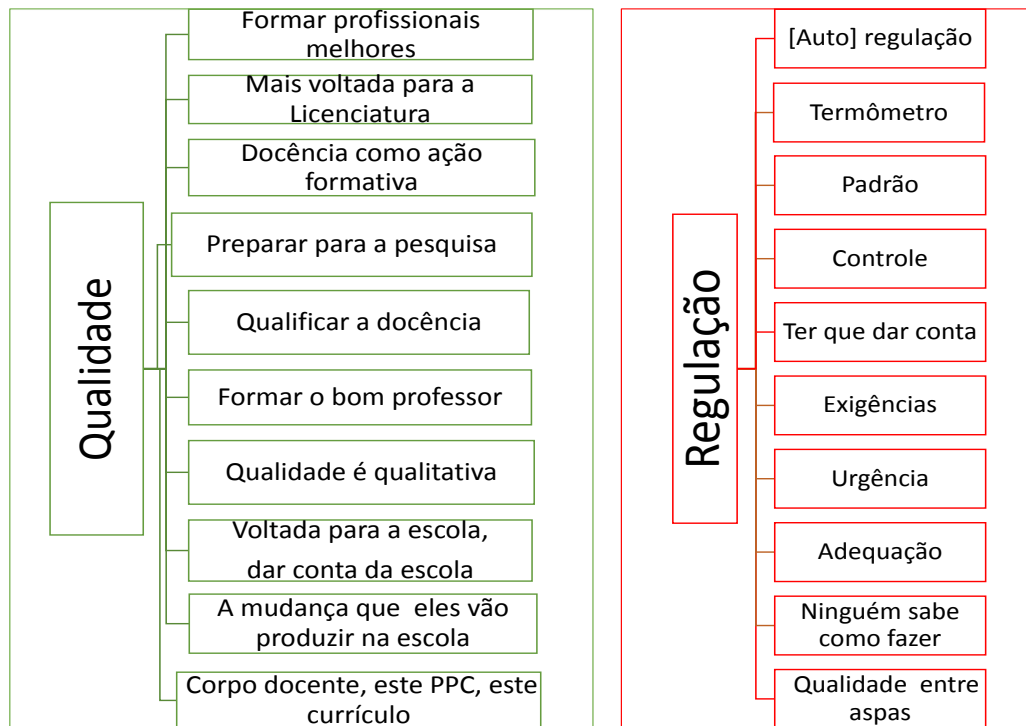 Qualidade
Formar profissionais
melhores
Mais voltada para a
Licenciatura
Docência como ação
formativa
Preparar para a pesquisa
Qualificar a docência
Formar o bom professor
Qualidade é qualitativa
Voltada para a escola,
dar conta da escola
A mudança que eles vão
produzir na escola
Corpo docente, este PPC, este
currículo
Regulação
[Auto] regulação
Termômetro
Padrão
Controle
Ter que dar conta
Exigências
Urgência
Adequação
Ninguém sabe
como fazer
Qualidade entre
aspas